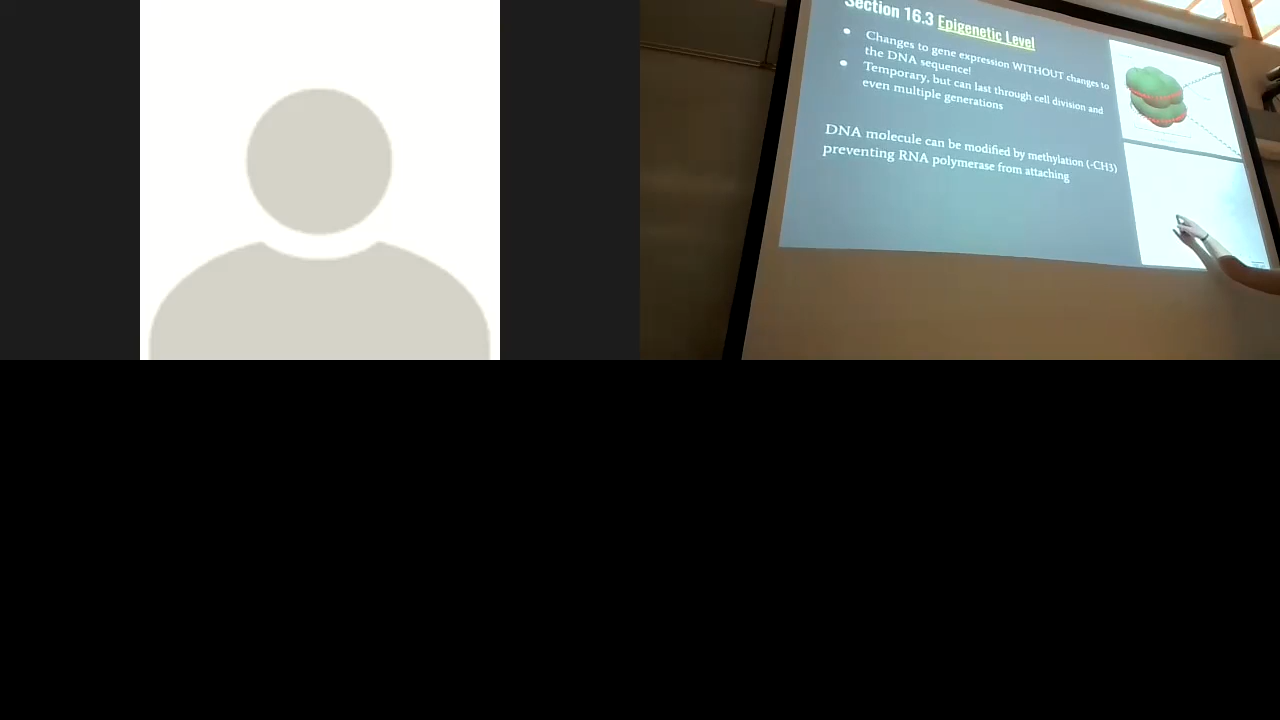 Section 16.3 Epigenetic Level
● Changes to gene expression WITHOUT changes to
the DNA sequence!
● Temporary, but can last through cell division and
even multiple generations
DNA molecule can be modified by methylation (-CH3)
preventing RNA polymerase from attaching